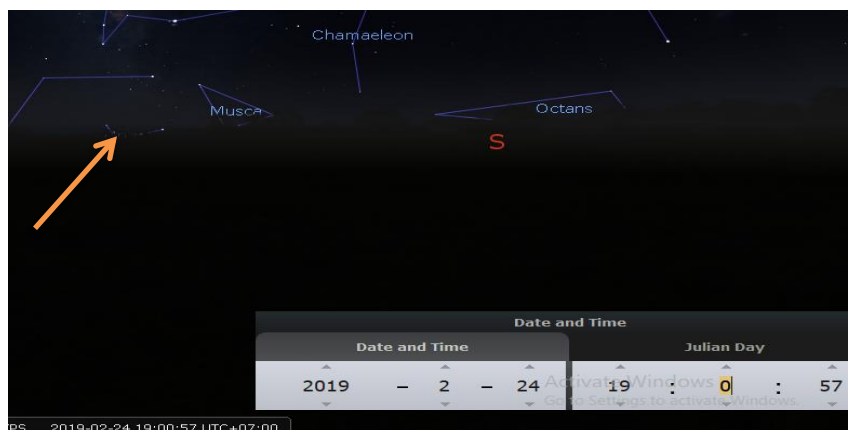 Chamaeleon
Musca
Octans
S
Date and Time
Date and Time Julian Day
2019 - 2 - 24 19 : 0 : 57
Activate Windows
Go to Settings to activate Windows.
FPS 2019-02-24 19:00:57 UTC+07:00